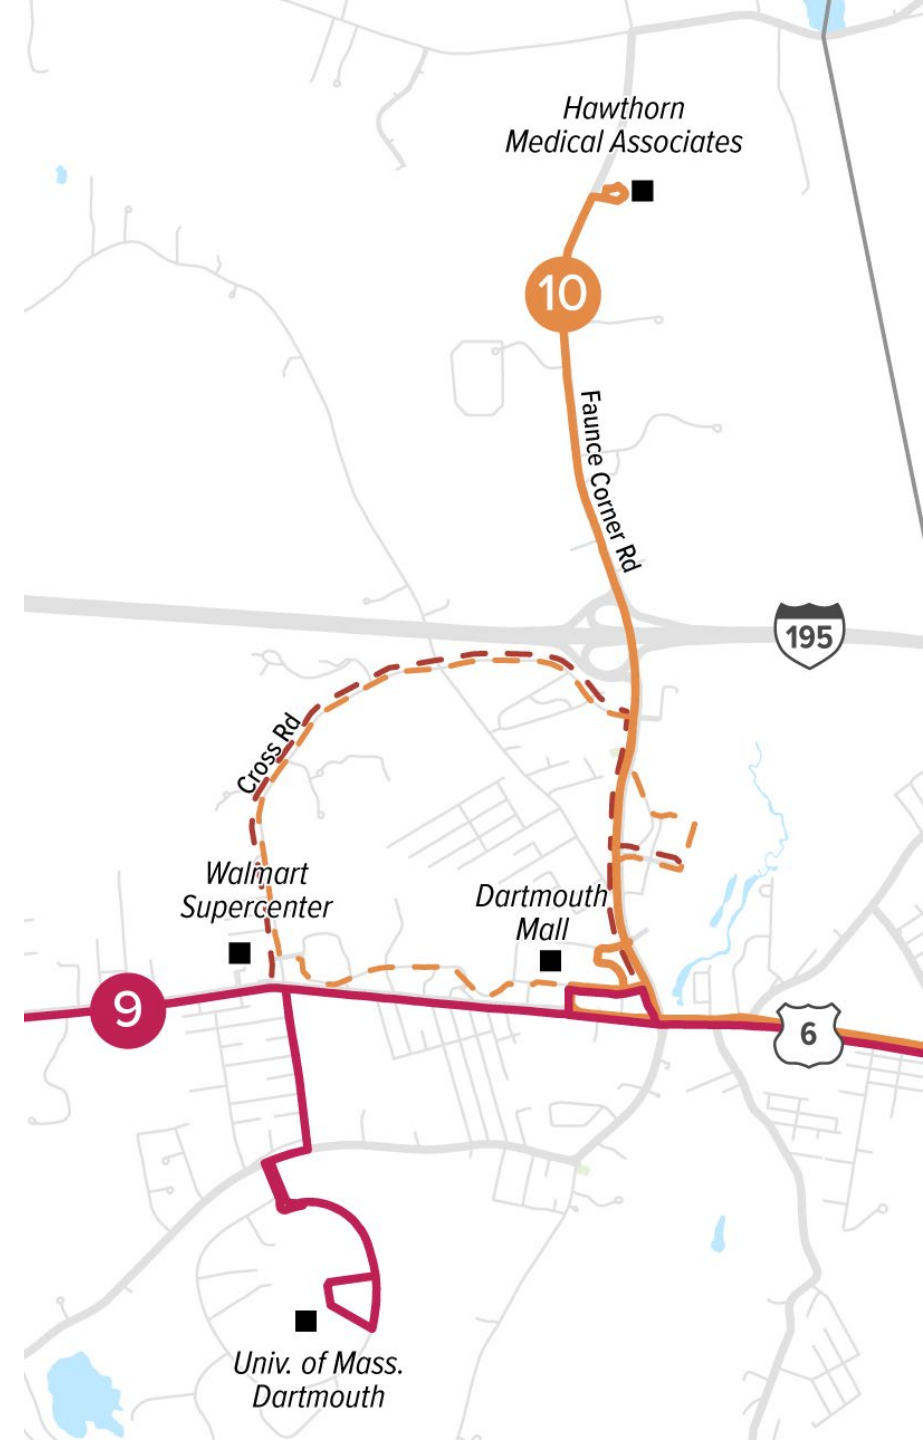 Hawthorn
Medical Associates
10
Faunce Corner Rd
195
Cross Rd
Walmart
Supercenter
Dartmouth
Mall
9
6
Univ. of Mass.
Dartmouth